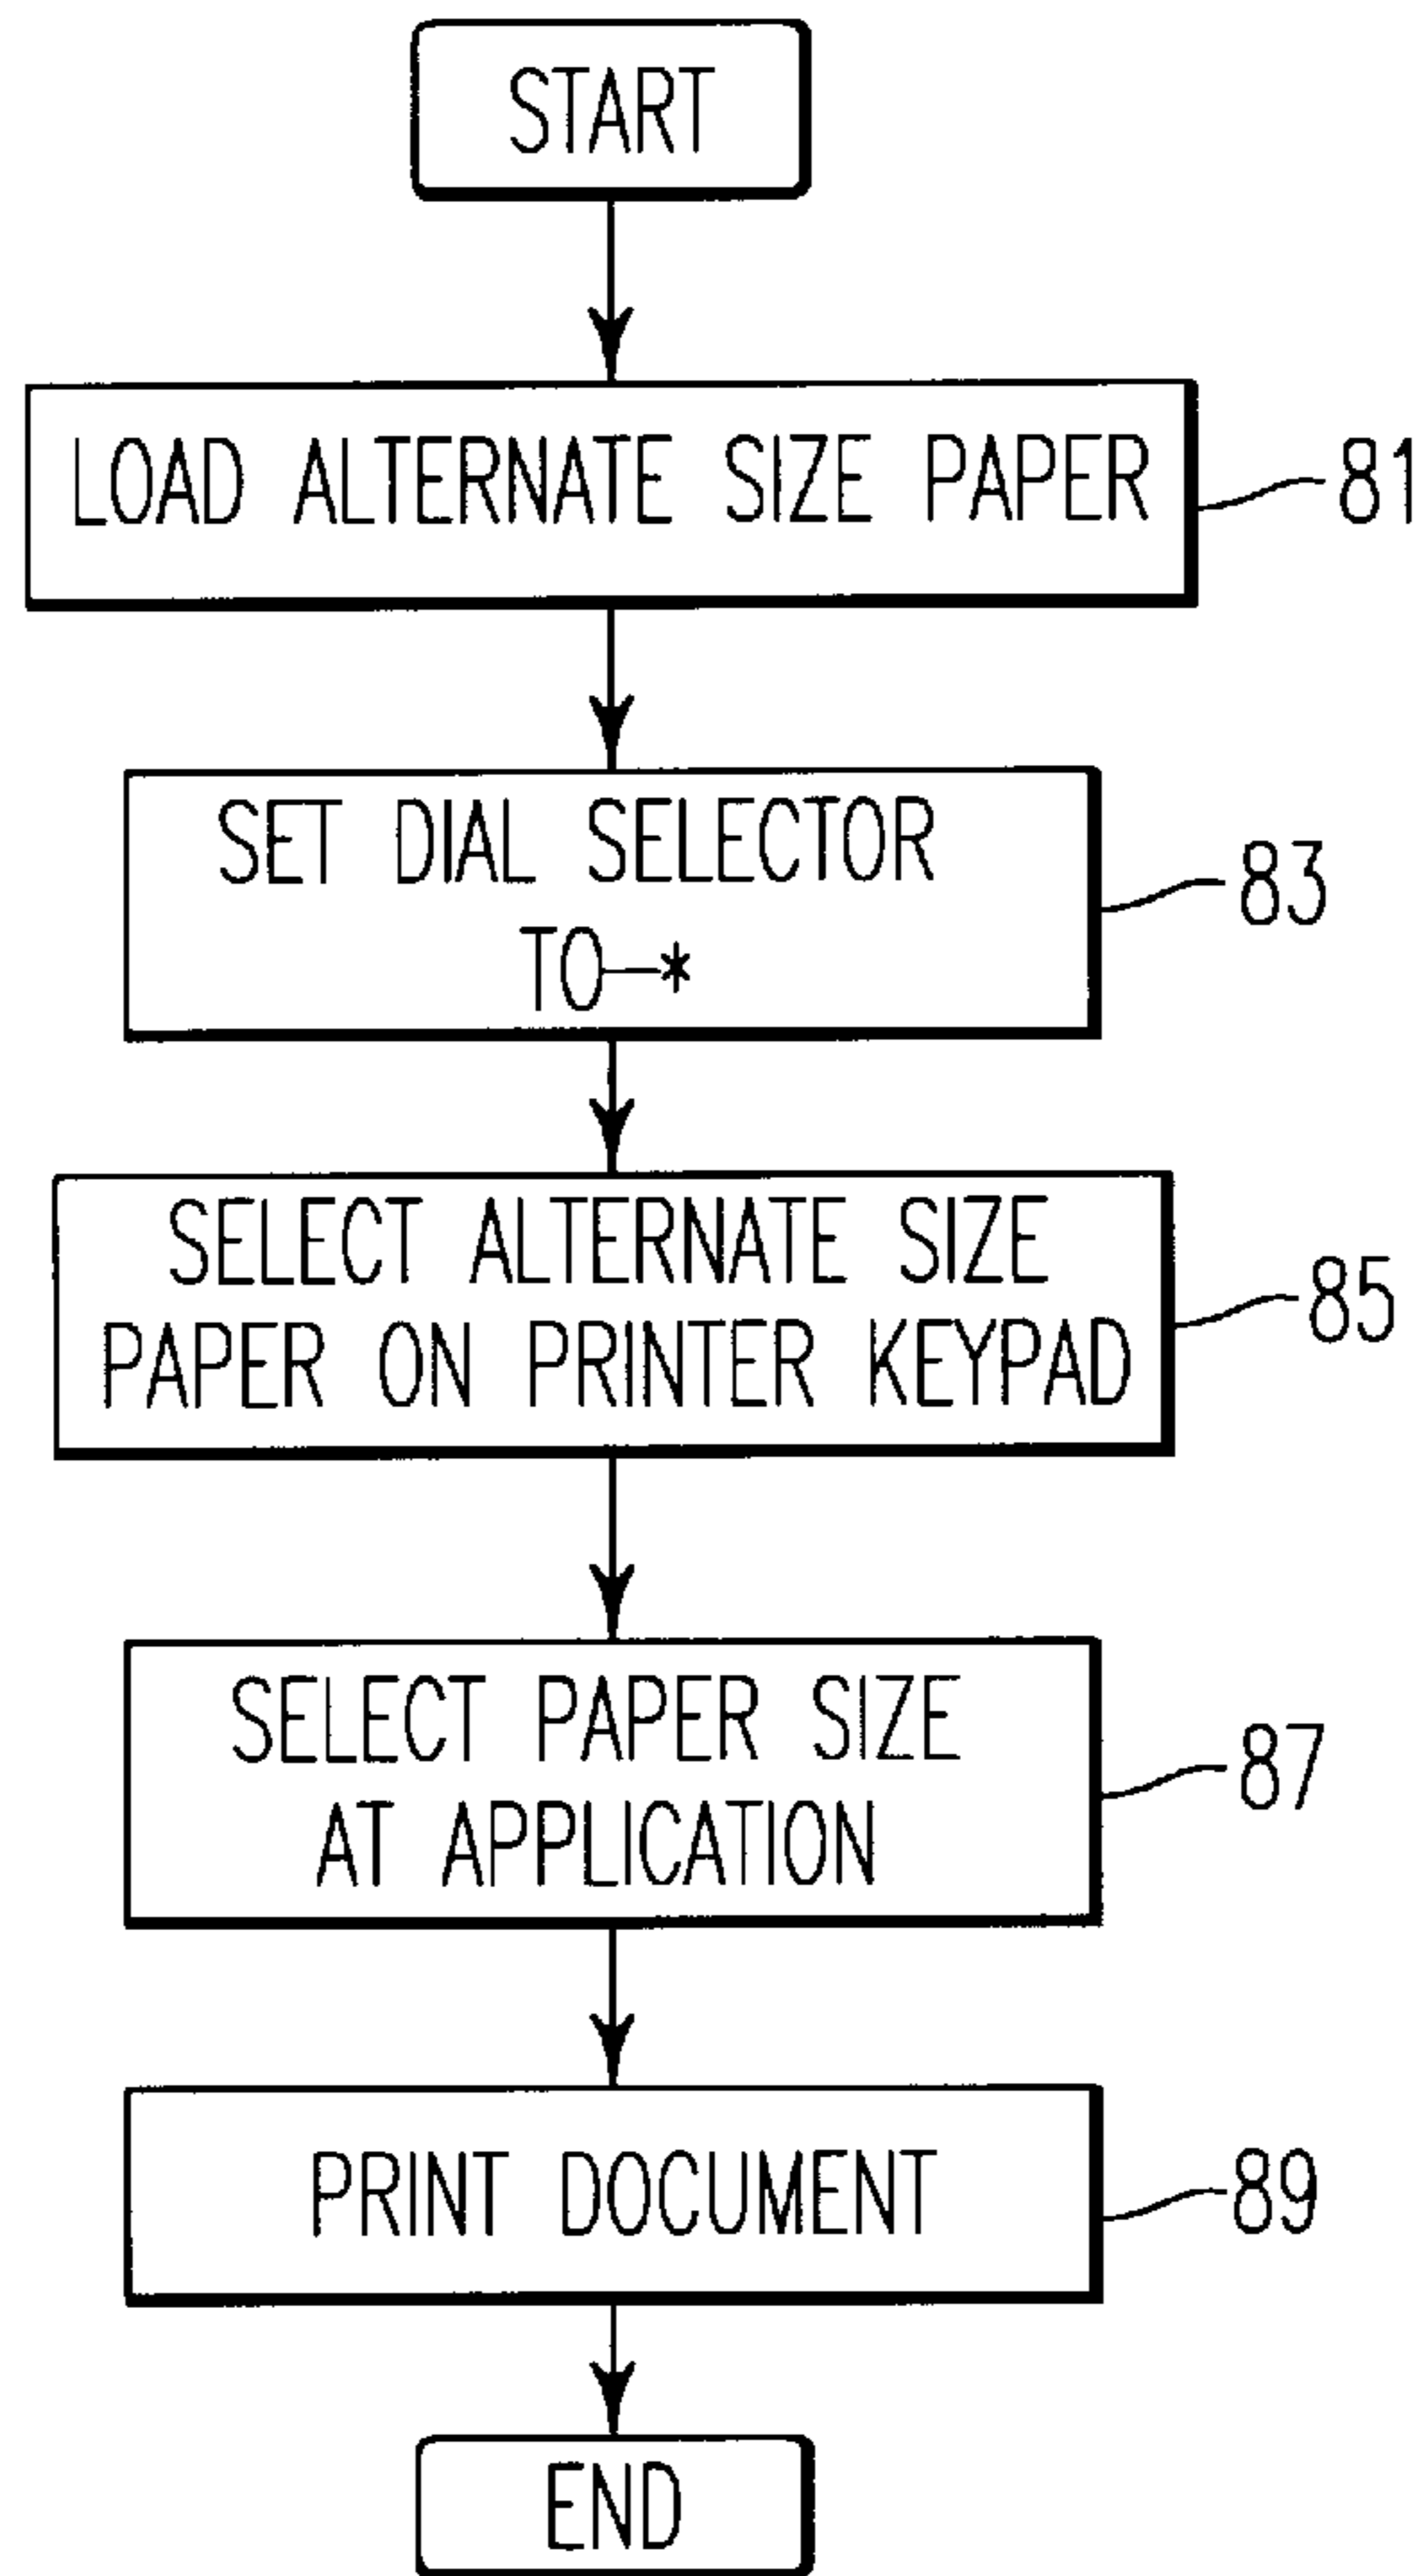 START
LOAD ALTERNATE SIZE PAPER
81
SET DIAL SELECTOR
TO—*
83
SELECT ALTERNATE SIZE
PAPER ON PRINTER KEYPAD
85
SELECT PAPER SIZE
AT APPLICATION
87
PRINT DOCUMENT
89
END